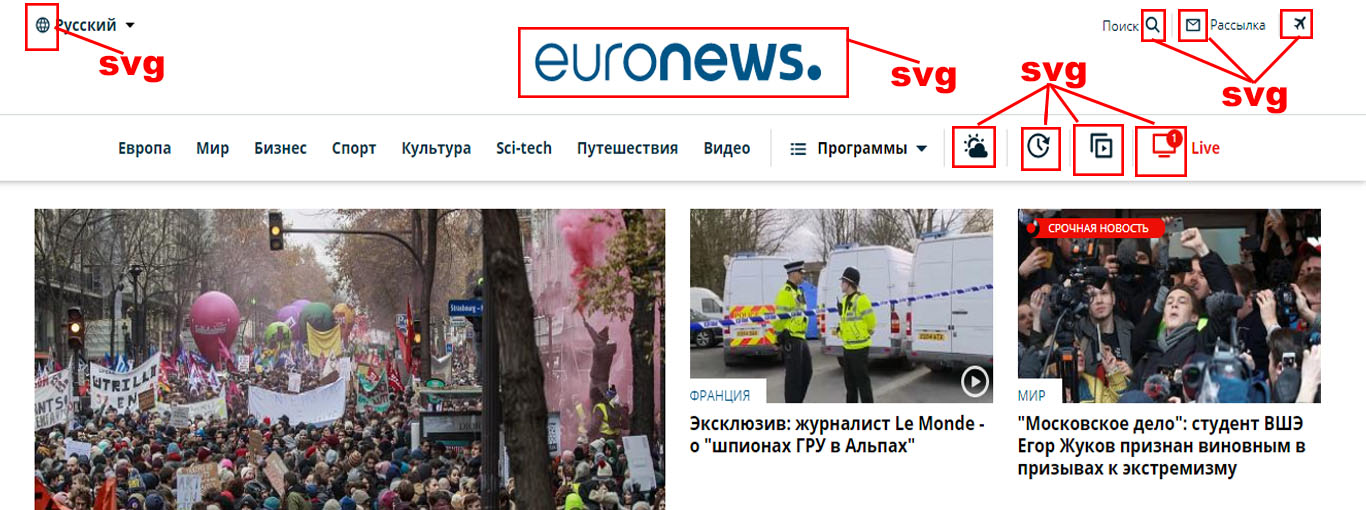 Русский
Поиск
Рассылка
svg
euronews.
svg
svg
svg
Европа
Мир
Бизнес
Спорт
Культура
Sci-tech
Путешествия
Видео
Программы
1
Live
СРОЧНАЯ НОВОСТЬ
Strasbourg
UTRILLO
ФРАНЦИЯ
Эксклюзив: журналист Le Monde -
о "шпионах ГРУ в Альпах"
МИР
"Московское дело": студент ВШЭ
Егор Жуков признан виновным в
призывах к экстремизму